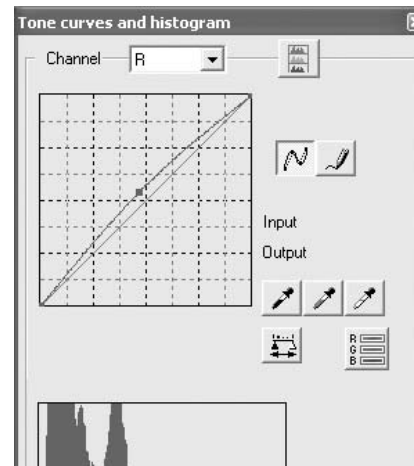 Tone curves and histogram
Channel R
Input
Output
R
G
B